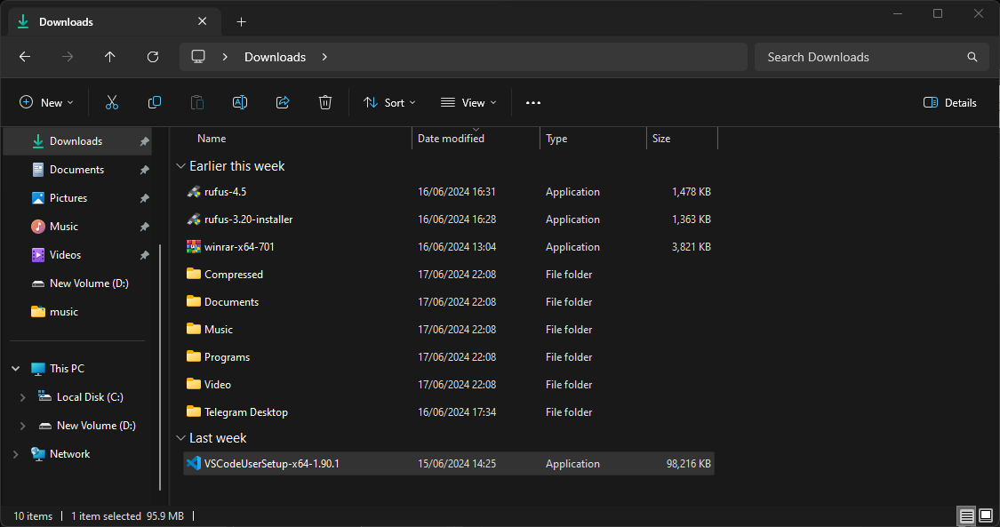 Downloads
Downloads
Search Downloads
New
Sort
View
Details
Downloads
Documents
Pictures
Music
Videos
New Volume (D:)
music
This PC
Local Disk (C:)
New Volume (D:)
Network
Name Date modified Type Size
Earlier this week
rufus-4.5 16/06/2024 16:31 Application 1,478 KB
rufus-3.20-installer 16/06/2024 16:28 Application 1,363 KB
winrar-x64-701 16/06/2024 13:04 Application 3,821 KB
Compressed 17/06/2024 22:08 File folder
Documents 17/06/2024 22:08 File folder
Music 17/06/2024 22:08 File folder
Programs 17/06/2024 22:08 File folder
Video 17/06/2024 22:08 File folder
Telegram Desktop 16/06/2024 17:34 File folder
Last week
VSCodeUserSetup-x64-1.90.1 15/06/2024 14:25 Application 98,216 KB
10 items 1 item selected 95.9 MB